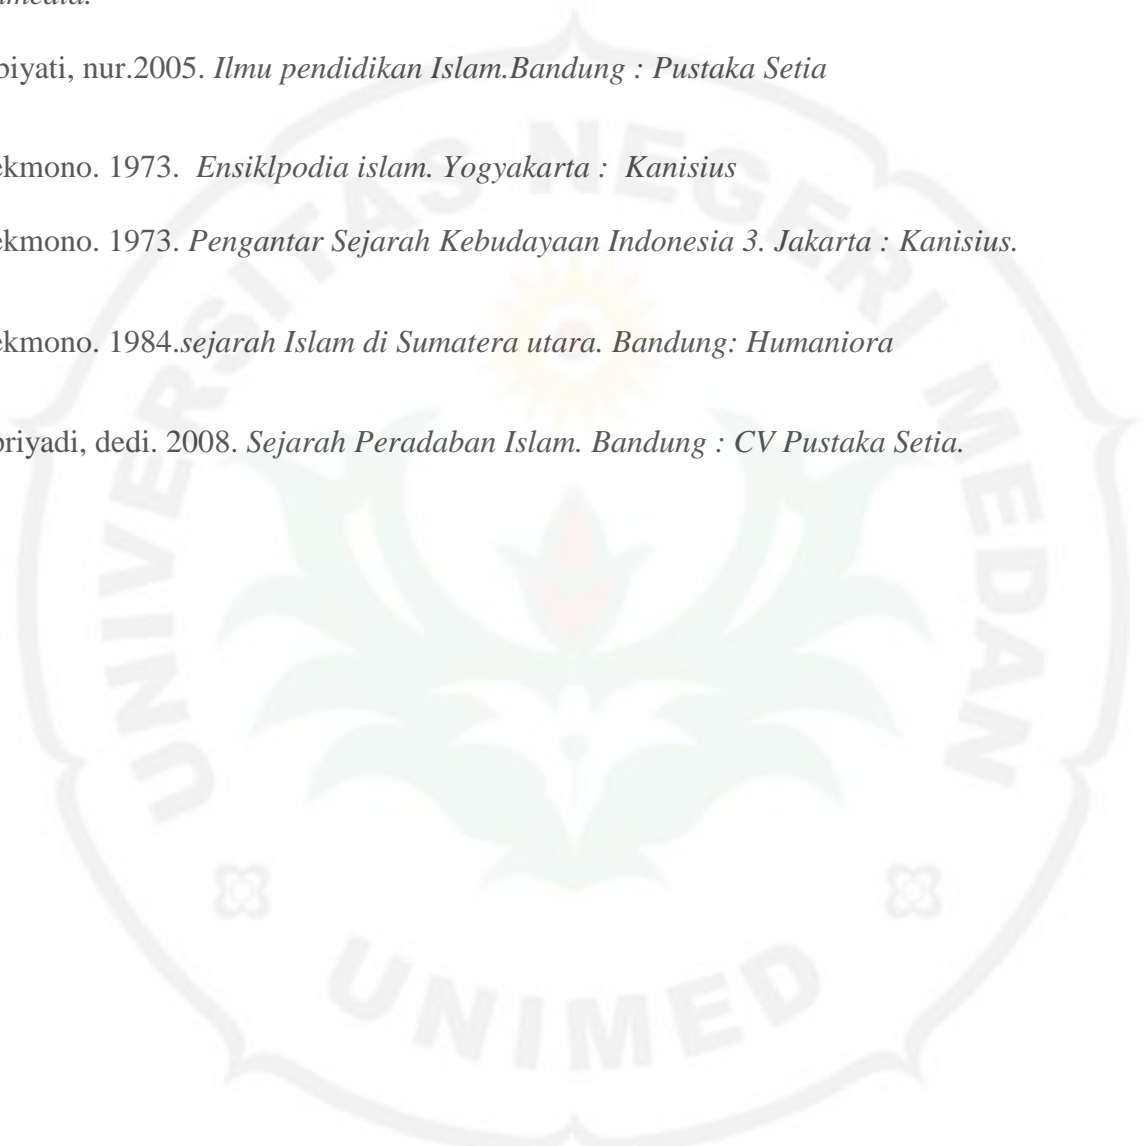 amedia.
biyati, nur.2005. Ilmu pendidikan Islam.Bandung : Pustaka Setia
ekmono. 1973. Ensiklpodia islam. Yogyakarta : Kanisius
ekmono. 1973. Pengantar Sejarah Kebudayaan Indonesia 3. Jakarta : Kanisius.
ekmono. 1984.sejarah Islam di Sumatera utara. Bandung: Humaniora
priyadi, dedi. 2008. Sejarah Peradaban Islam. Bandung : CV Pustaka Setia.
UNIVERSITAS NEGERI MEDAN
UNIMED